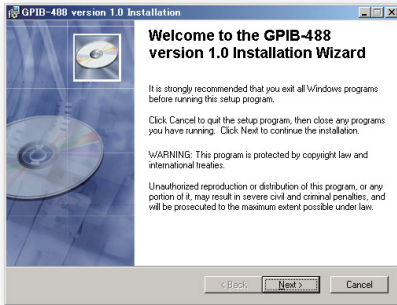 GPIB-488 version 1.0 Installation
Welcome to the GPIB-488
version 1.0 Installation Wizard
It is strongly recommended that you exit all Windows programs
before running this setup program.
Click Cancel to quit the setup program, then close any programs
you have running. Click Next to continue the installation.
WARNING: This program is protected by copyright law and
international treaties.
Unauthorized reproduction or distribution of this program, or any
portion of it, may result in severe civil and criminal penalties, and
will be prosecuted to the maximum extent possible under law.
< Back Next > Cancel